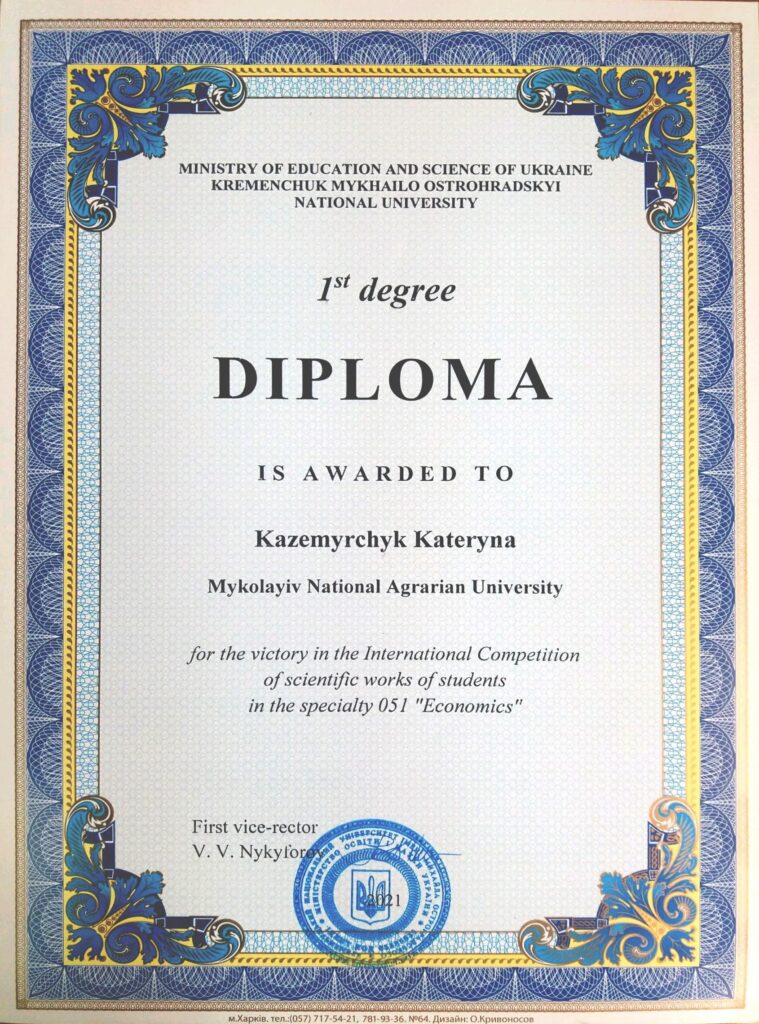 MINISTRY OF EDUCATION AND SCIENCE OF UKRAINE
KREMENCHUK MYKHAILO OSTROHRADSKYI
NATIONAL UNIVERSITY
1st degree
DIPLOMA
IS AWARDED TO
Kazemyrchyk Kateryna
Mykolayiv National Agrarian University
for the victory in the International Competition
of scientific works of students
in the specialty 051 "Economics"
First vice-rector
V. V. Nykyforov
2021
м.Харків. тел.:(057) 717-54-21, 781-93-36. №64. Дизайн: О.Кривоносов